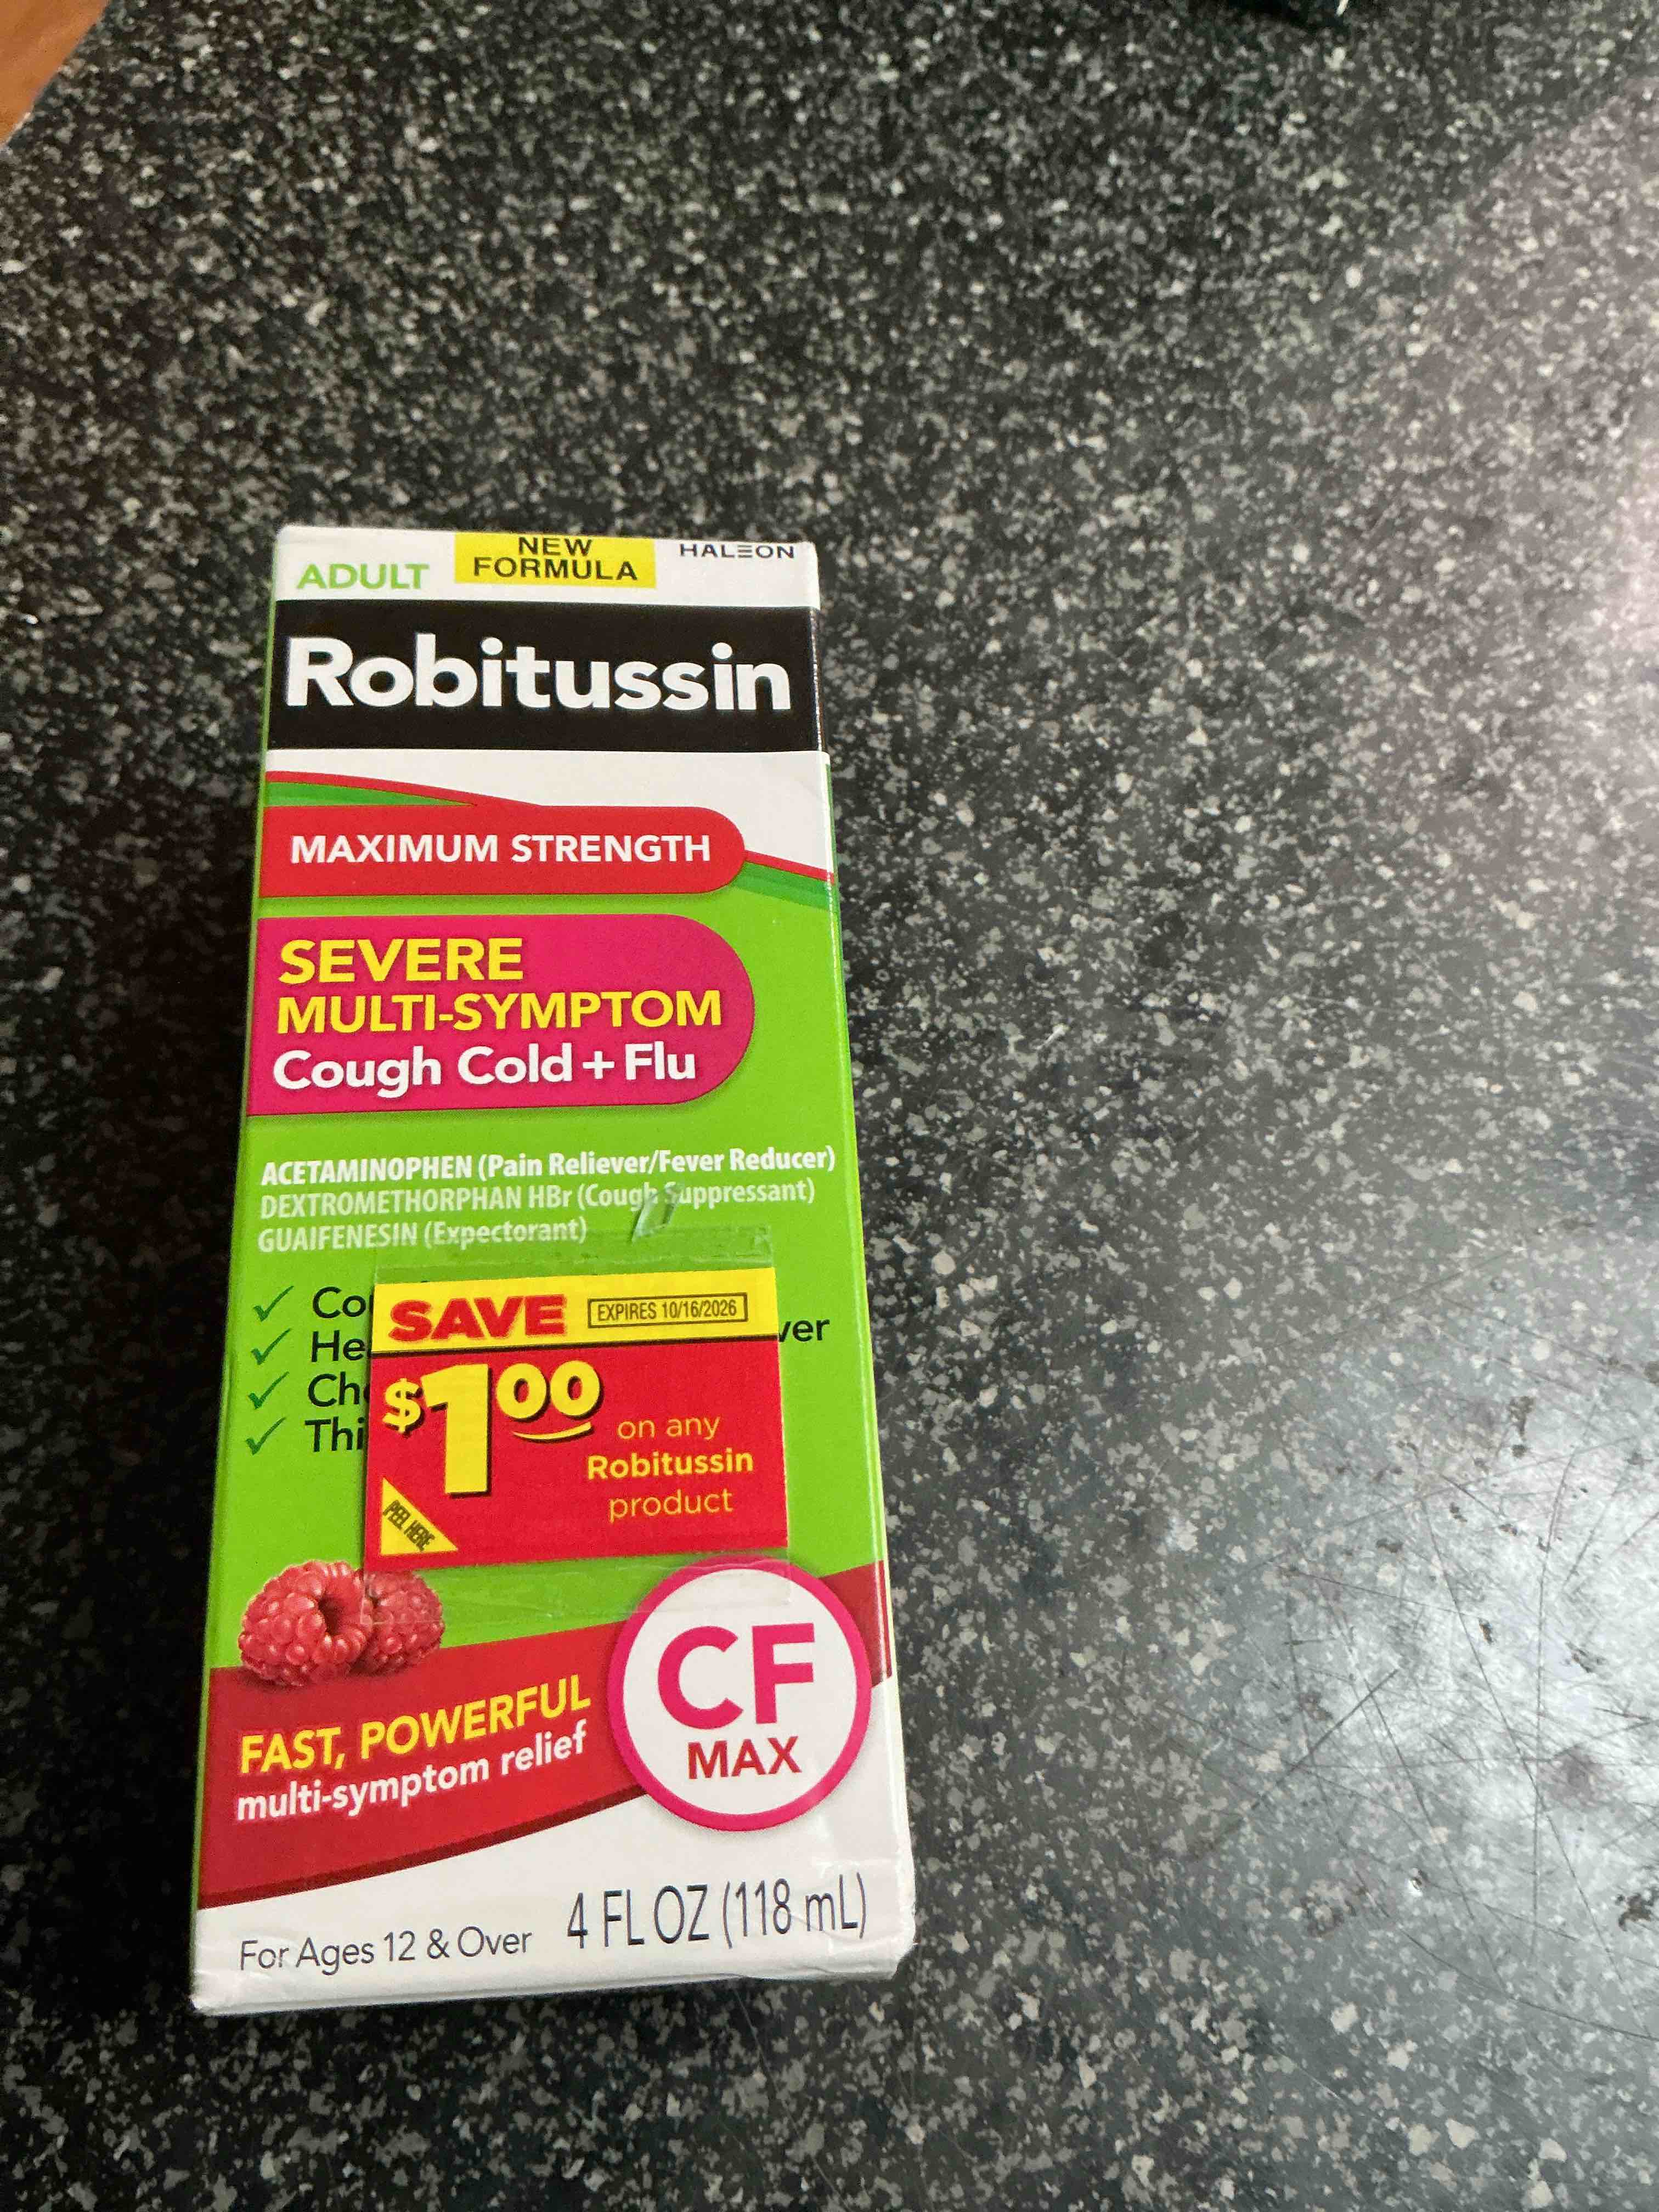 ADULT
NEW
FORMULA
HALEON
Robitussin
MAXIMUM STRENGTH
SEVERE
MULTI-SYMPTOM
Cough Cold + Flu
ACETAMINOPHEN (Pain Reliever/Fever Reducer)
DEXTROMETHORPHAN HBr (Cough Suppressant)
GUAIFENESIN (Expectorant)
SAVE
EXPIRES 10/16/2026
$1.00
on any
Robitussin
product
PEEL HERE
CF
MAX
FAST, POWERFUL
multi-symptom relief
For Ages 12 & Over
4 FL OZ (118 mL)